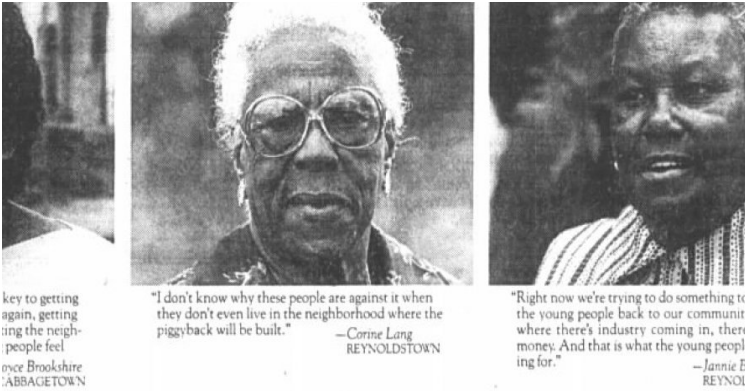 key to getting
again, getting
ting the neigh-
people feel
oyce Brookshire
CABBAGETOWN
"I don't know why these people are against it when
they don't even live in the neighborhood where the
piggyback will be built."
—Corine Lang
REYNOLDSTOWN
"Right now we're trying to do something to
the young people back to our communit
where there's industry coming in, there
money. And that is what the young peopl
ing for."
—Jannie B
REYNOL